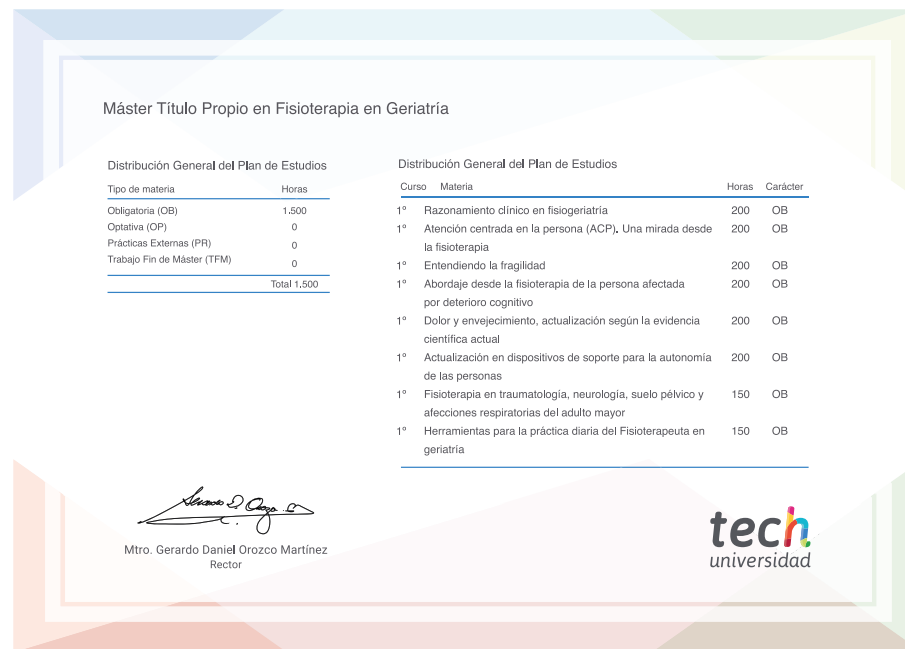 Máster Título Propio en Fisioterapia en Geriatría
Distribución General del Plan de Estudios
Tipo de materia Horas
Obligatoria (OB) 1.500
Optativa (OP) 0
Prácticas Externas (PR) 0
Trabajo Fin de Máster (TFM) 0
Total 1.500
Distribución General del Plan de Estudios
Curso Materia Horas Carácter
1º Razonamiento clínico en fisiogeriatría 200 OB
1º Atención centrada en la persona (ACP). Una mirada desde 200 OB
la fisioterapia
1º Entendiendo la fragilidad 200 OB
1º Abordaje desde la fisioterapia de la persona afectada 200 OB
por deterioro cognitivo
1º Dolor y envejecimiento, actualización según la evidencia 200 OB
científica actual
1º Actualización en dispositivos de soporte para la autonomía 200 OB
de las personas
1º Fisioterapia en traumatología, neurología, suelo pélvico y 150 OB
afecciones respiratorias del adulto mayor
1º Herramientas para la práctica diaria del Fisioterapeuta en 150 OB
geriatría
Mtro. Gerardo Daniel Orozco Martínez
Rector
tech
universidad